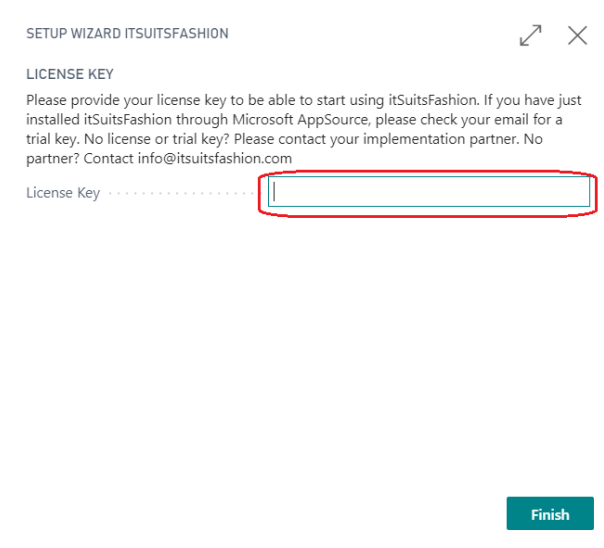 SETUP WIZARD ITSUITSFASHION
LICENSE KEY
Please provide your license key to be able to start using itSuitsFashion. If you have just
installed itSuitsFashion through Microsoft AppSource, please check your email for a
trial key. No license or trial key? Please contact your implementation partner. No
partner? Contact info@itsuitsfashion.com
License Key
Finish